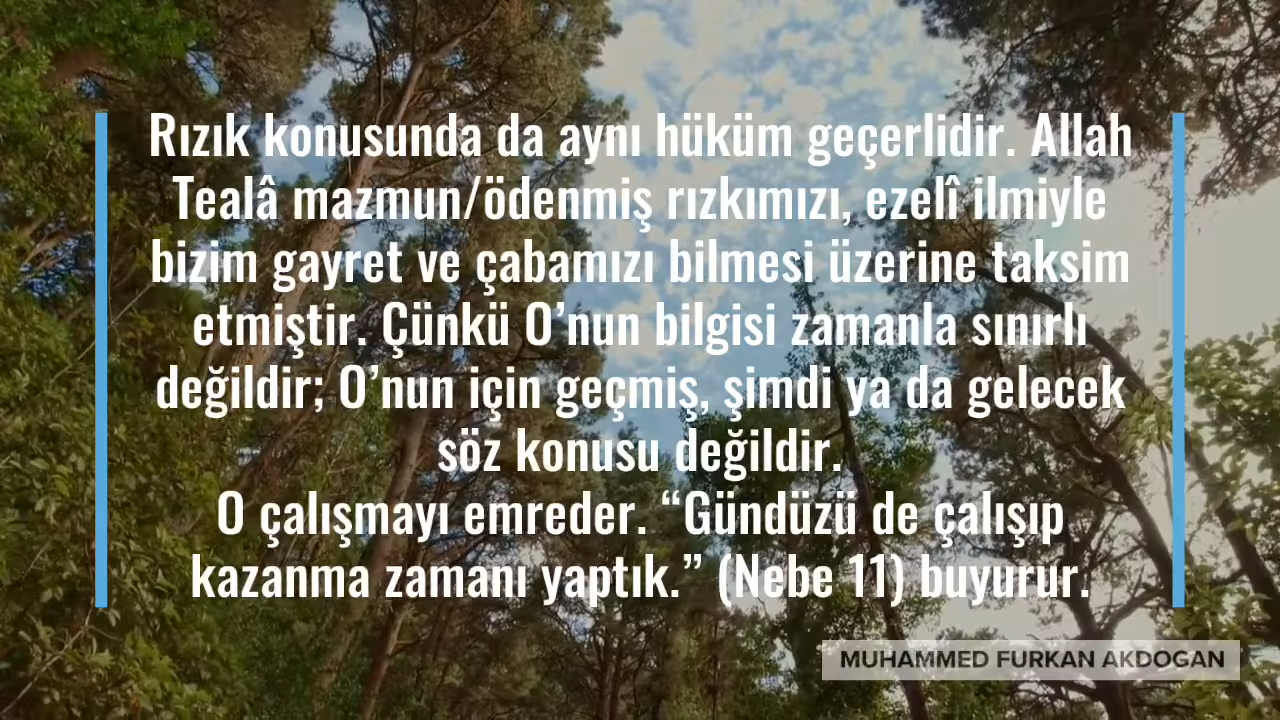 Rızık konusunda da aynı hüküm geçerlidir. Allah
Tealâ mazmun/ödenmiş rızkımızı, ezelî ilmiyle
bizim gayret ve çabamızı bilmesi üzerine taksim
etmiştir. Çünkü O’nun bilgisi zamanla sınırlı
değildir; O’nun için geçmiş, şimdi ya da gelecek
söz konusu değildir.
O çalışmayı emreder. “Gündüzü de çalışıp
kazanma zamanı yaptık.” (Nebe 11) buyurur.
MUHAMMED FURKAN AKDOGAN